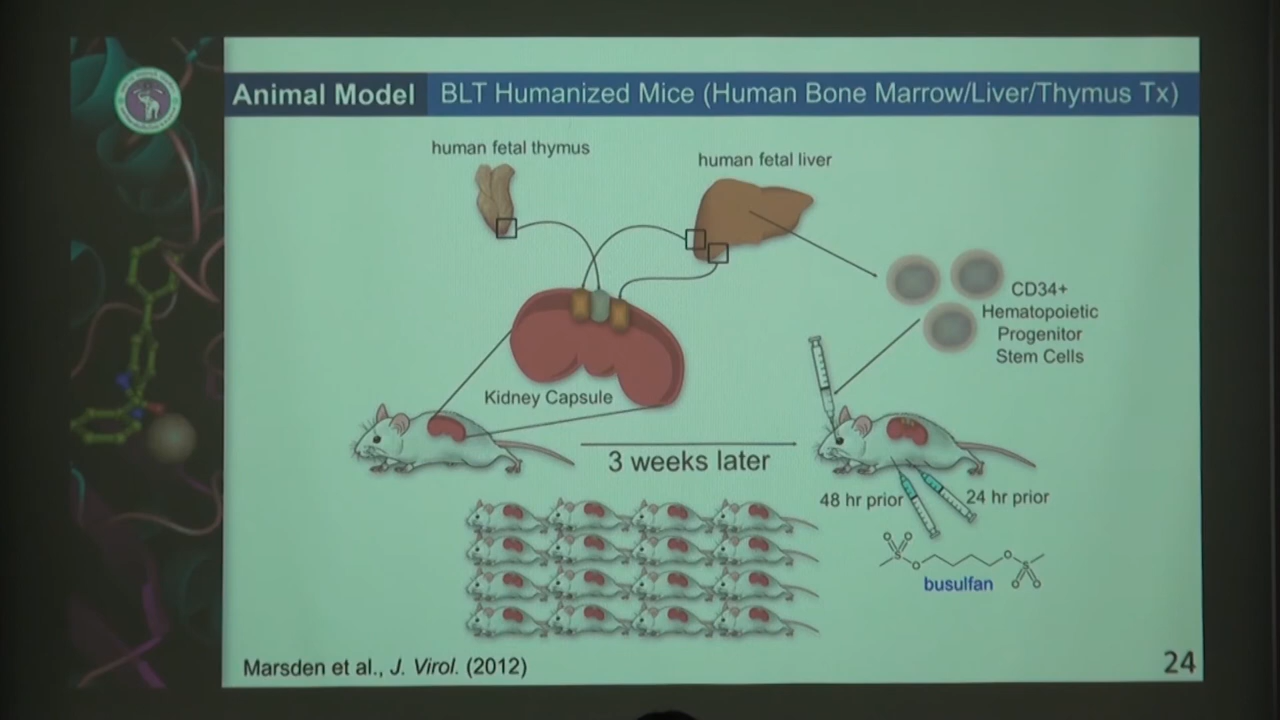 Animal Model
BLT Humanized Mice (Human Bone Marrow/Liver/Thymus Tx)
human fetal thymus
human fetal liver
CD34+
Hematopoietic
Progenitor
Stem Cells
Kidney Capsule
3 weeks later
48 hr prior
24 hr prior
S
O
O
O
O
S
O
O
busulfan
Marsden et al., J. Virol. (2012)
24